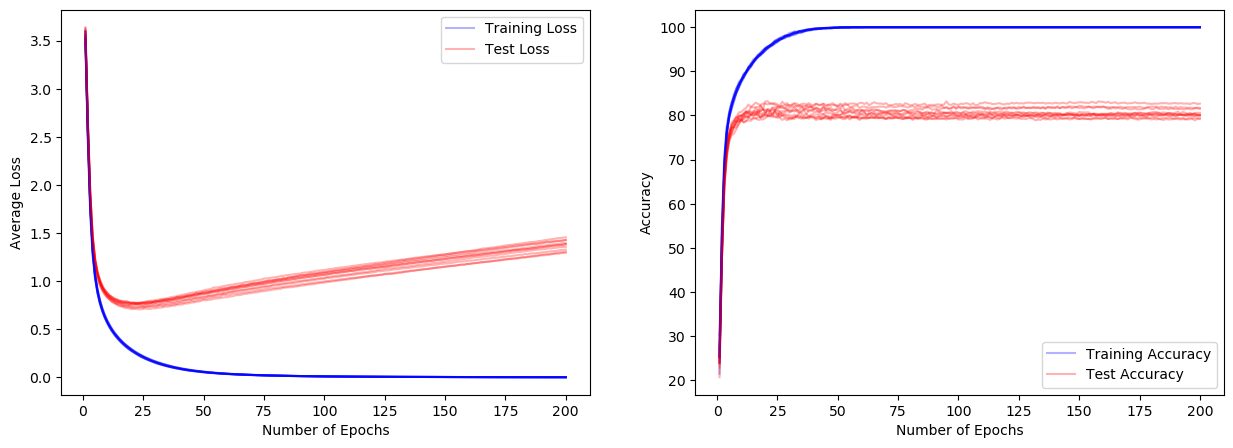 3.5
3.0
2.5
2.0
1.5
1.0
0.5
0.0
Average Loss
0 25 50 75 100 125 150 175 200
Number of Epochs
Training Loss
Test Loss
100
90
80
70
60
50
40
30
20
Accuracy
0 25 50 75 100 125 150 175 200
Number of Epochs
Training Accuracy
Test Accuracy